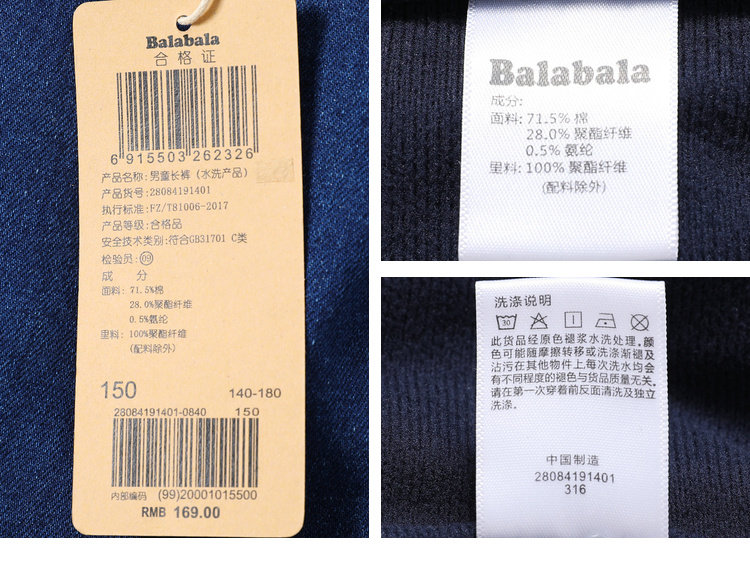 Balabala
合格证
6 915503 262326
产品名称:男童长裤(水洗产品)
产品货号:28084191401
执行标准:FZ/T81006-2017
产品等级:合格品
安全技术类别:符合GB31701 C类
检验员:09
成 分
面料: 71.5%棉
28.0%聚酯纤维
0.5%氨纶
里料: 100%聚酯纤维
(配料除外)
150 140-180
28084191401-0840 150
内部编码 (99)20001015500
RMB 169.00
Balabala
成分:
面料: 71.5% 棉
28.0% 聚酯纤维
0.5% 氨纶
里料: 100% 聚酯纤维
(配料除外)
洗涤说明
30
此货品经原色褪浆水洗处理,颜
色可能随摩擦转移或洗涤渐褪及
沾污在其他物件上,每次洗水均会
有不同程度的褪色与货品质量无关.
请在第一次穿着前反面清洗及独立
洗涤.
中国制造
28084191401
316